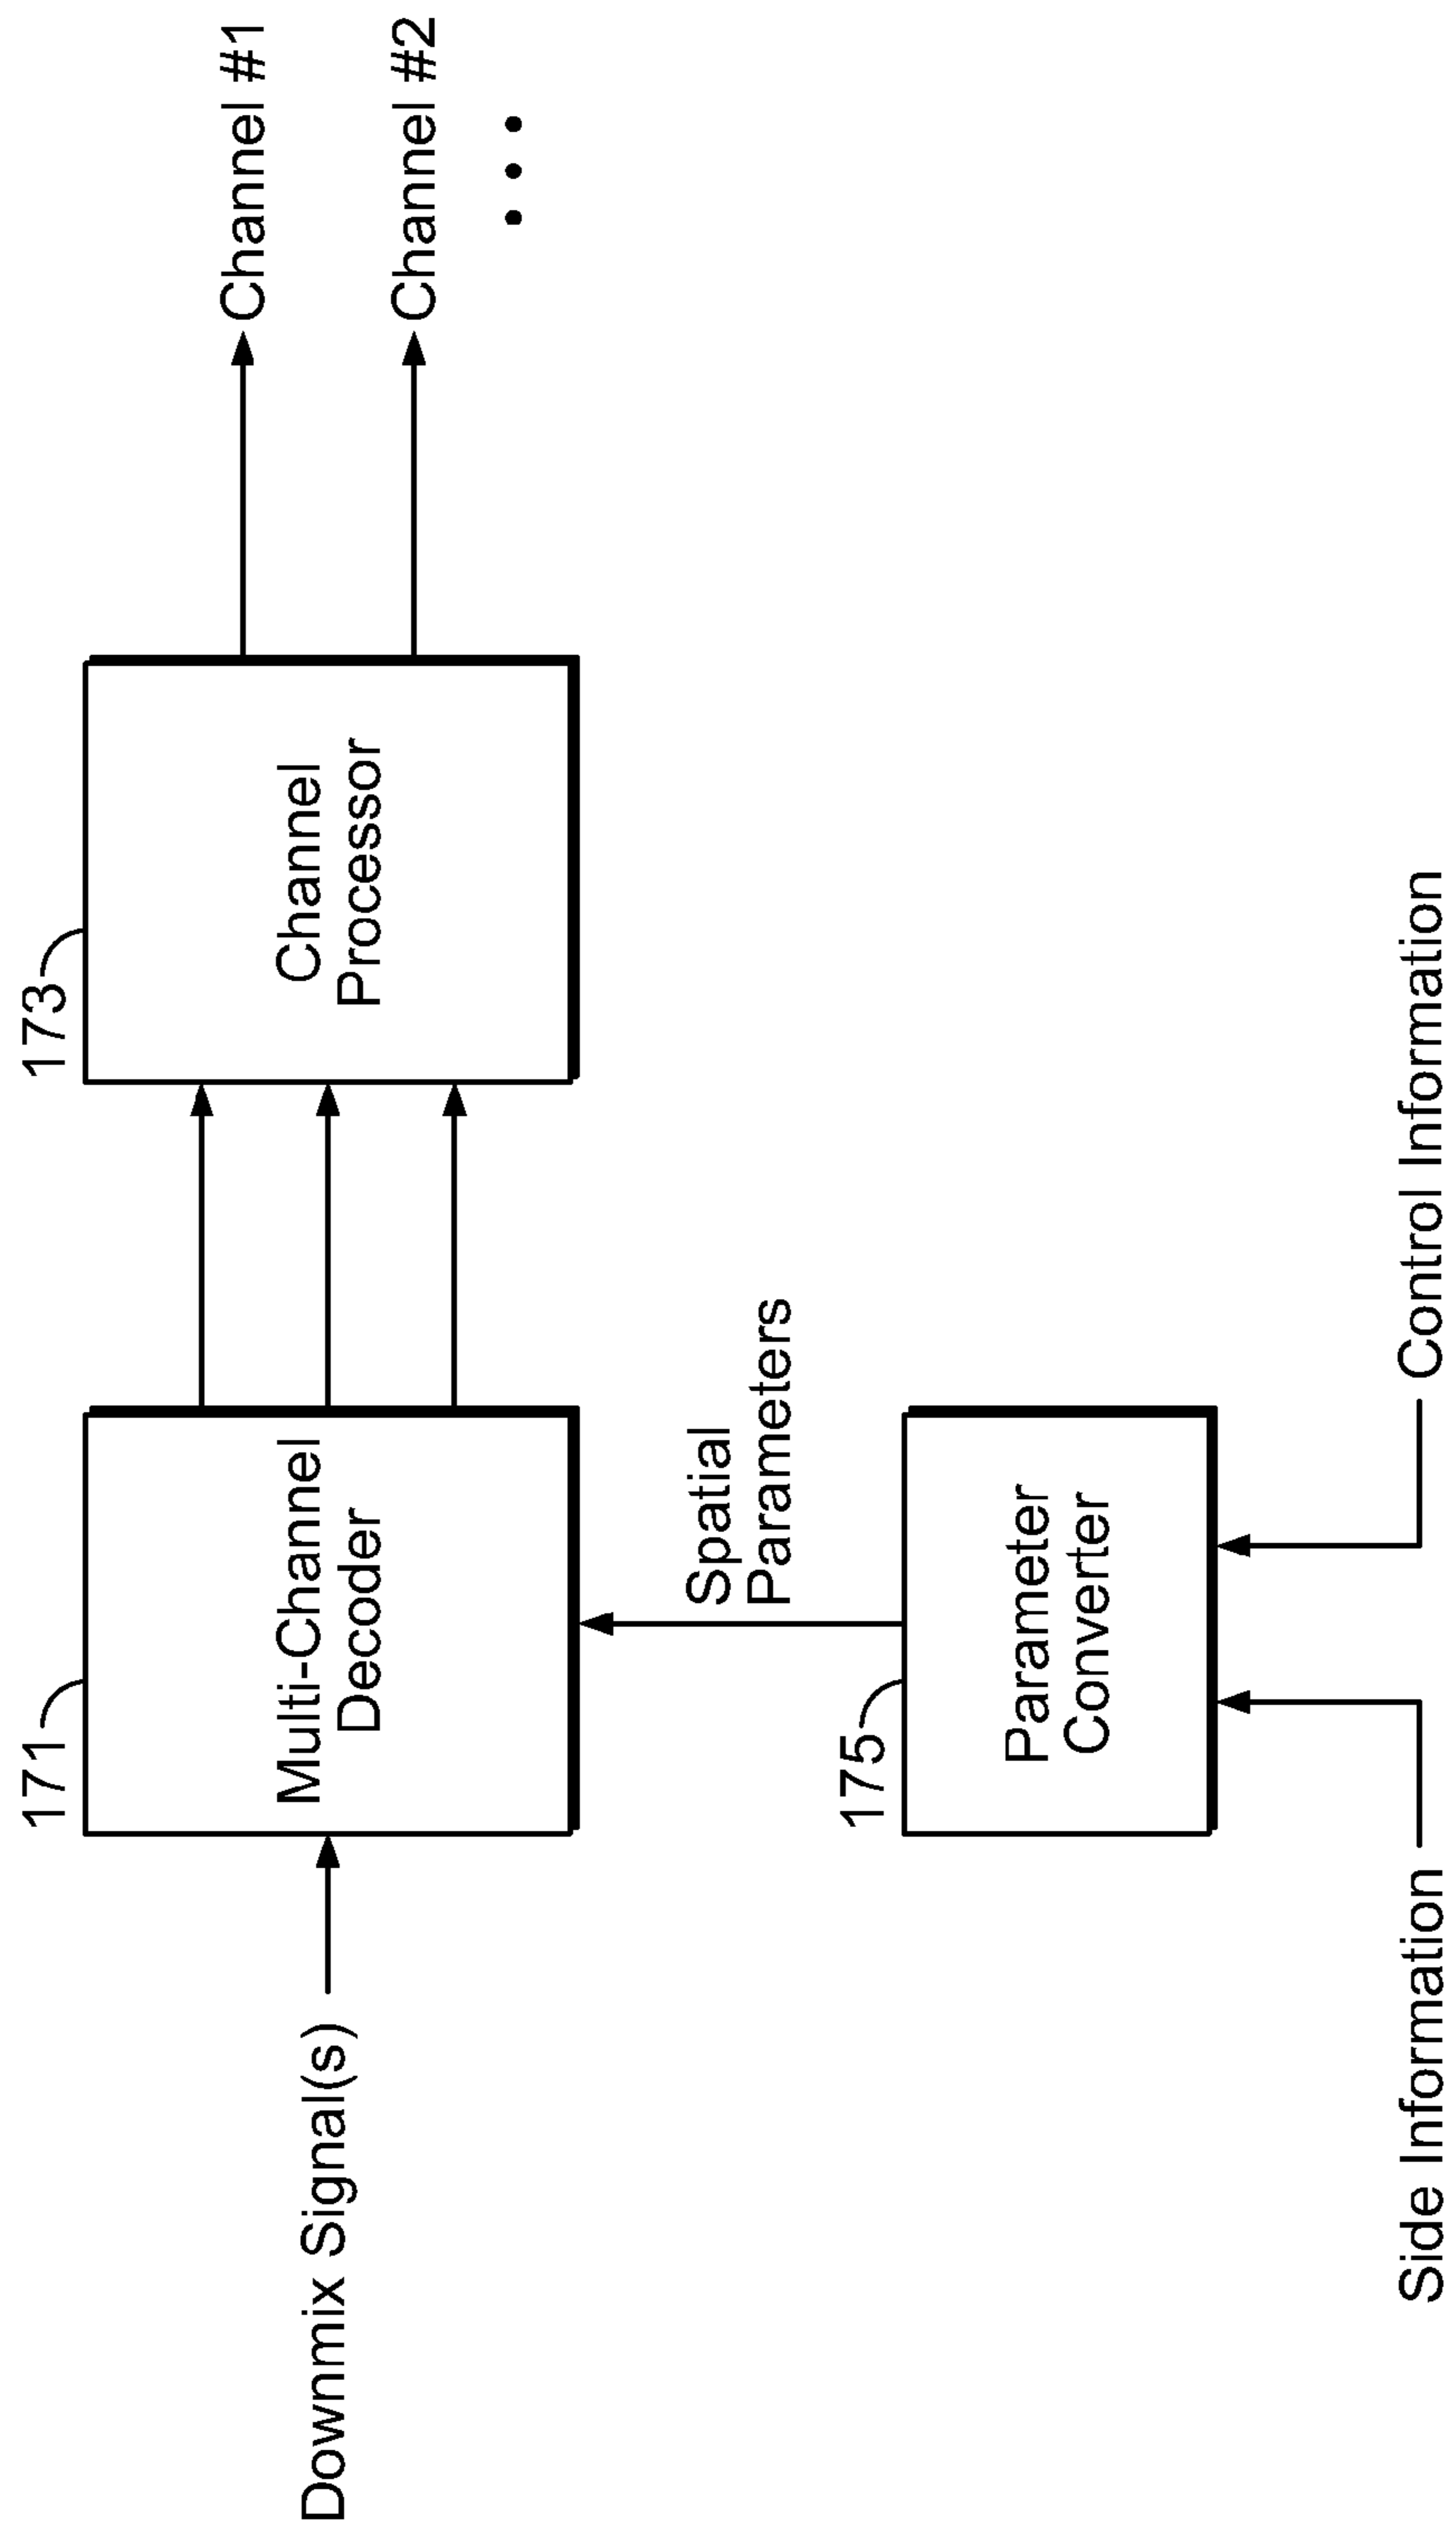 171
173
Downmix Signal(s)
Multi-Channel
Decoder
Channel
Processor
Channel #1
Channel #2
Spatial
Parameters
175
Parameter
Converter
Side Information
Control Information